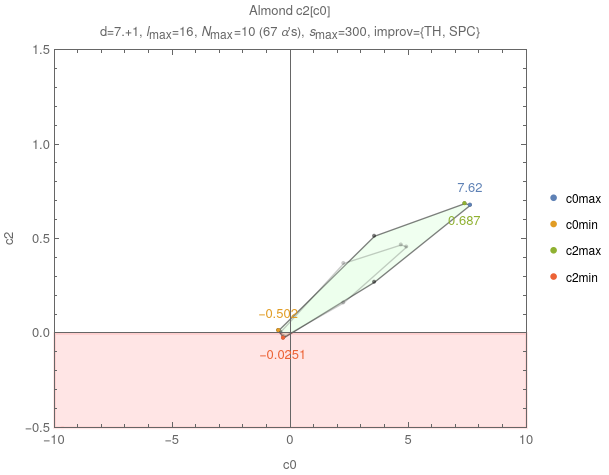 Almond c2[c0]
d=7.+1, lmax=16, Nmax=10 (67 α's), smax=300, improv={TH, SPC}
1.5
1.0
0.5
0.0
−0.5
c2
7.62
0.687
−0.502
−0.0251
−10
−5
0
5
10
c0
c0max
c0min
c2max
c2min